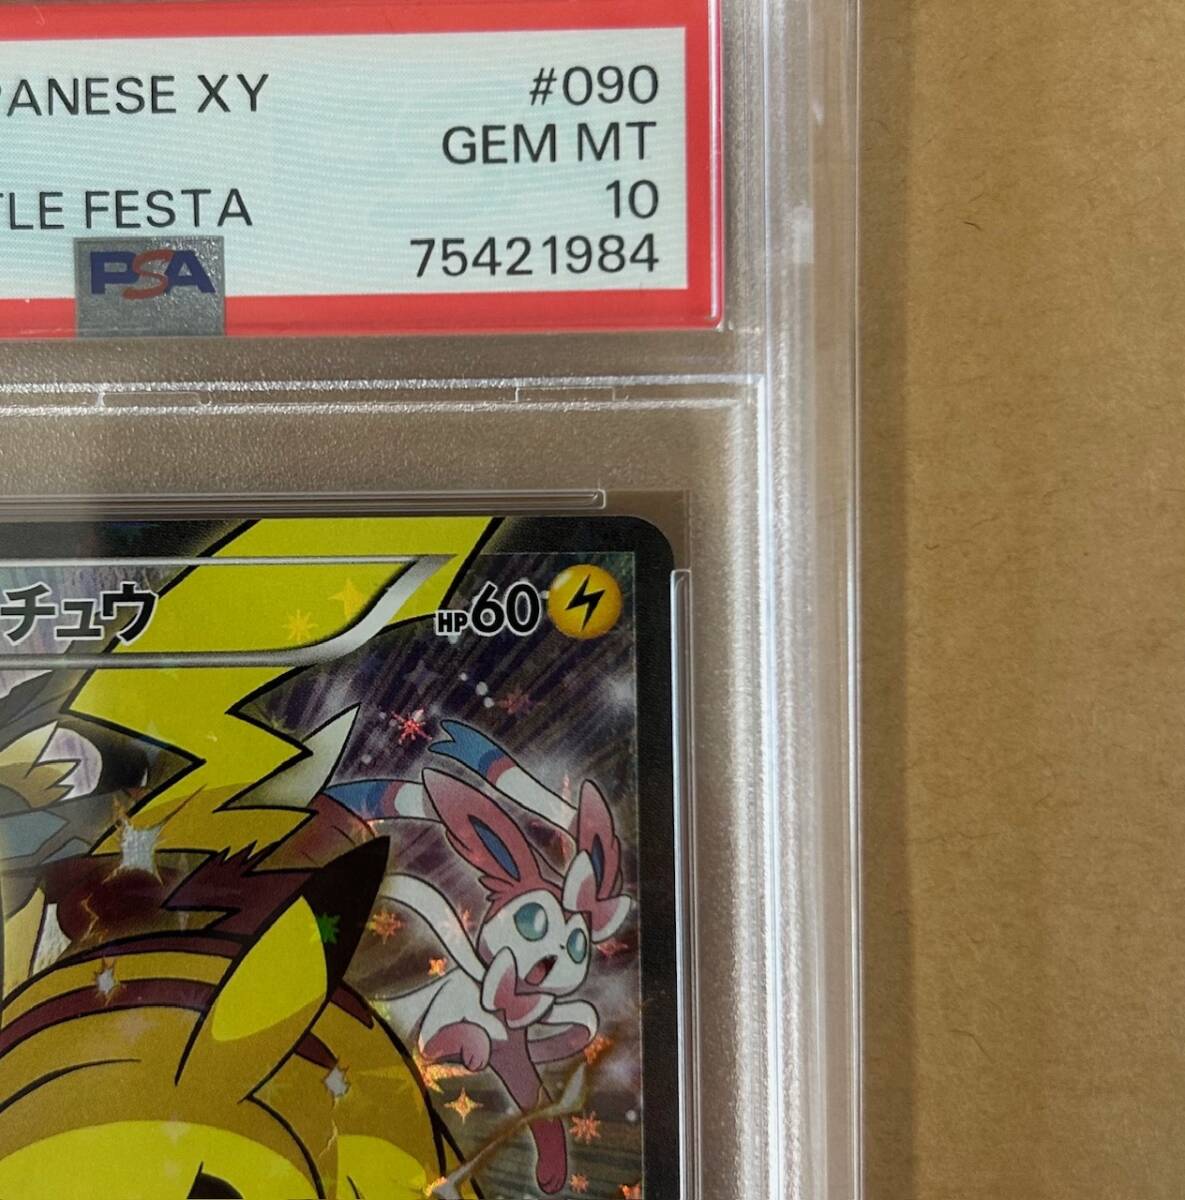 PANESE XY #090
GEM MT
TLE FESTA 10
PSA 75421984
チュウ HP60